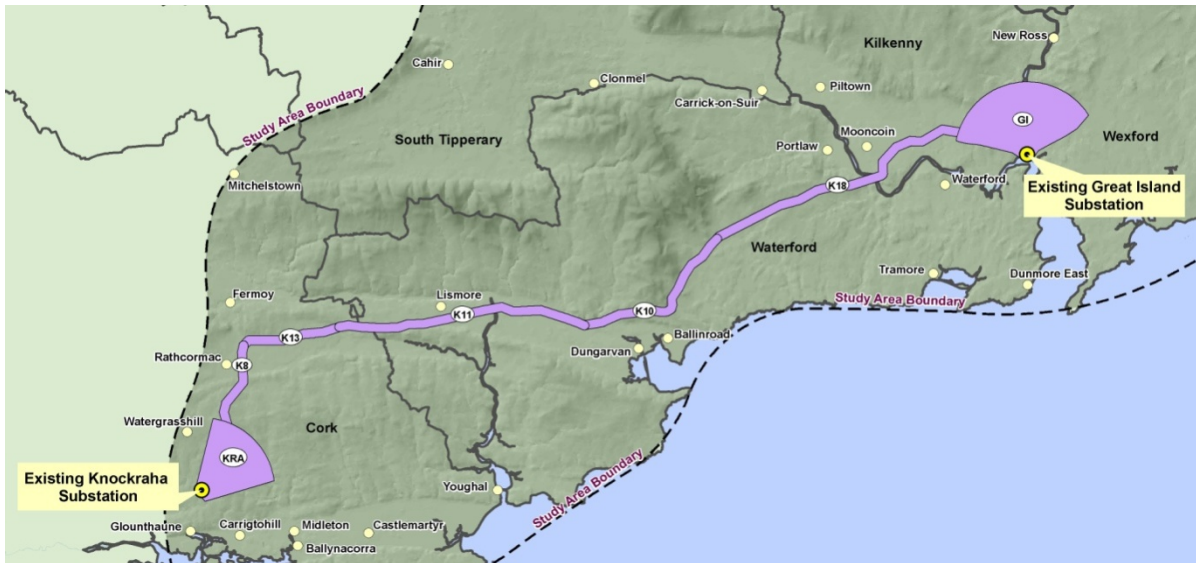 New Ross
Kilkenny
Cahir
Clonmel
Piltown
Carrick-on-Suir
GI
Study Area Boundary
South Tipperary
Mooncoin
Wexford
Portlaw
Mitchelstown
K18
Waterford
Existing Great Island
Substation
Waterford
Tramore
Dunmore East
Fermoy
Lismore
Study Area Boundary
K11
K10
K13
Ballinroad
Dungarvan
Rathcormac
K8
Watergrasshill
Cork
KRA
Existing Knockraha
Substation
Youghal
Study Area Boundary
Glounthaune
Carrigtohill
Midleton
Castlemartyr
Ballynacorra